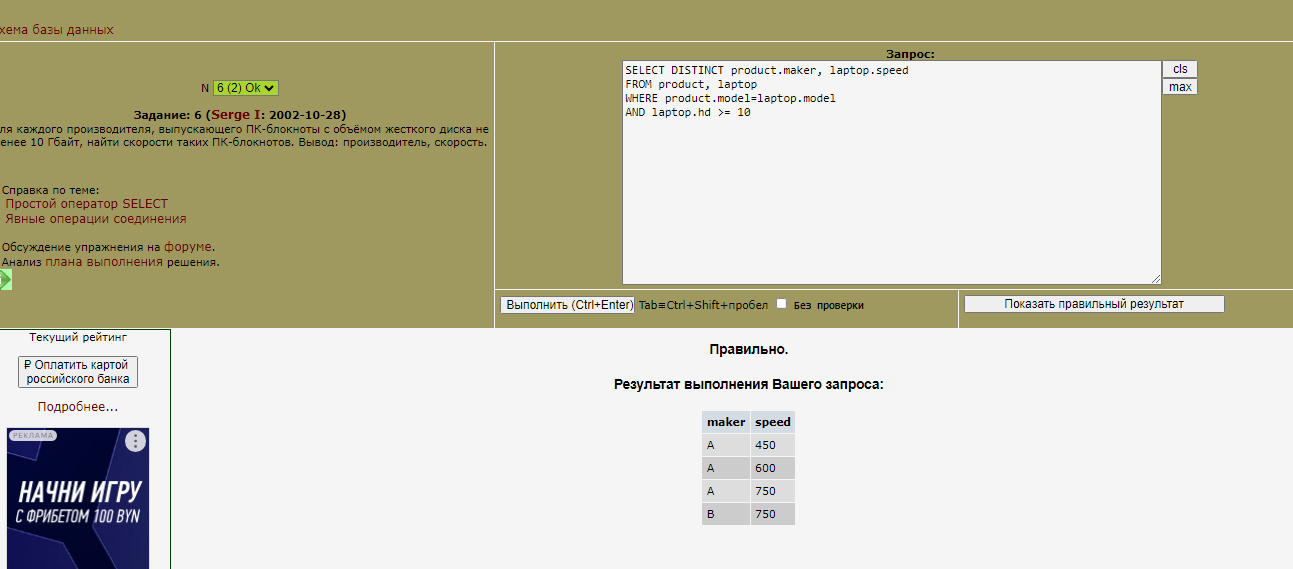 хема базы данных
N 6 (2) Ok
Задание: 6 (Serge I: 2002-10-28)
ля каждого производителя, выпускающего ПК-блокноты с объёмом жесткого диска не
енее 10 Гбайт, найти скорости таких ПК-блокнотов. Вывод: производитель, скорость.
Справка по теме:
Простой оператор SELECT
Явные операции соединения
Обсуждение упражнения на форуме.
Анализ плана выполнения решения.
Запрос:
SELECT DISTINCT product.maker, laptop.speed
FROM product, laptop
WHERE product.model=laptop.model
AND laptop.hd >= 10
cls
max
Выполнить (Ctrl+Enter) Tab≡Ctrl+Shift+пробел Без проверки
Показать правильный результат
Текущий рейтинг
₽ Оплатить картой
российского банка
Подробнее...
РЕКЛАМА
НАЧНИ ИГРУ
С ФРИБЕТОМ 100 BYN
Правильно.
Результат выполнения Вашего запроса:
maker speed
A 450
A 600
A 750
B 750